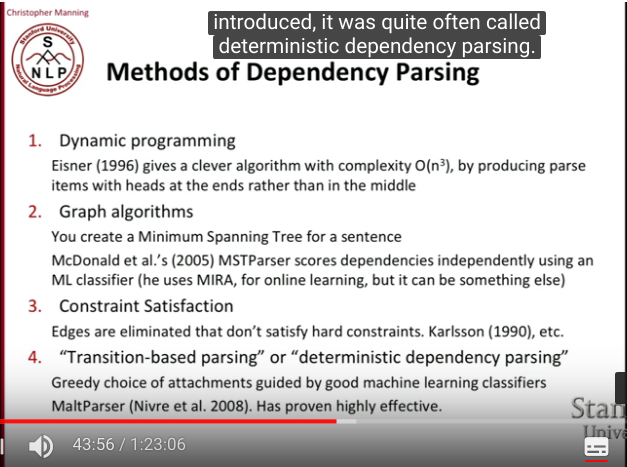 Christopher Manning
introduced, it was quite often called
deterministic dependency parsing.
Stanford University
S
N L P
Natural Language Processing
Methods of Dependency Parsing
1. Dynamic programming
Eisner (1996) gives a clever algorithm with complexity O(n³), by producing parse
items with heads at the ends rather than in the middle
2. Graph algorithms
You create a Minimum Spanning Tree for a sentence
McDonald et al.’s (2005) MSTParser scores dependencies independently using an
ML classifier (he uses MIRA, for online learning, but it can be something else)
3. Constraint Satisfaction
Edges are eliminated that don’t satisfy hard constraints. Karlsson (1990), etc.
4. “Transition-based parsing” or “deterministic dependency parsing”
Greedy choice of attachments guided by good machine learning classifiers
MaltParser (Nivre et al. 2008). Has proven highly effective.
Stan
Unive
43:56 / 1:23:06